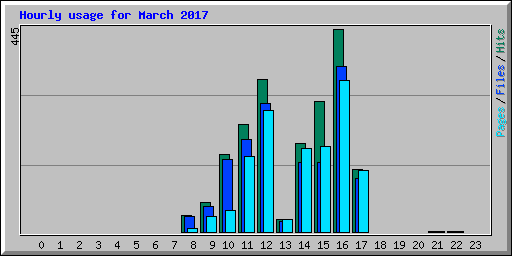 Hourly usage for March 2017
445
Pages/Files/Hits
0 1 2 3 4 5 6 7 8 9 10 11 12 13 14 15 16 17 18 19 20 21 22 23